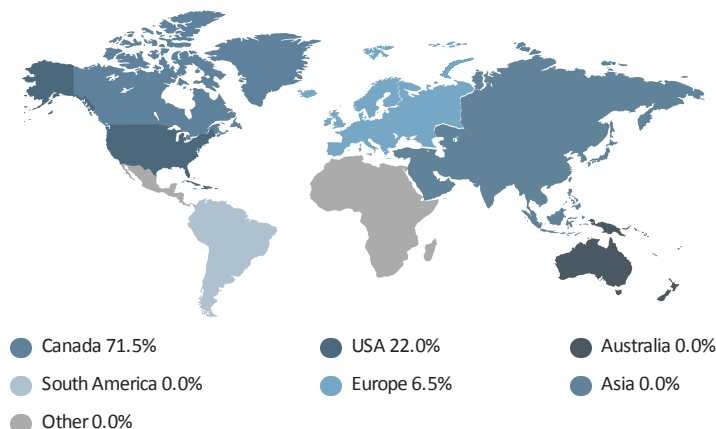 Canada 71.5%
USA 22.0%
Australia 0.0%
South America 0.0%
Europe 6.5%
Asia 0.0%
Other 0.0%